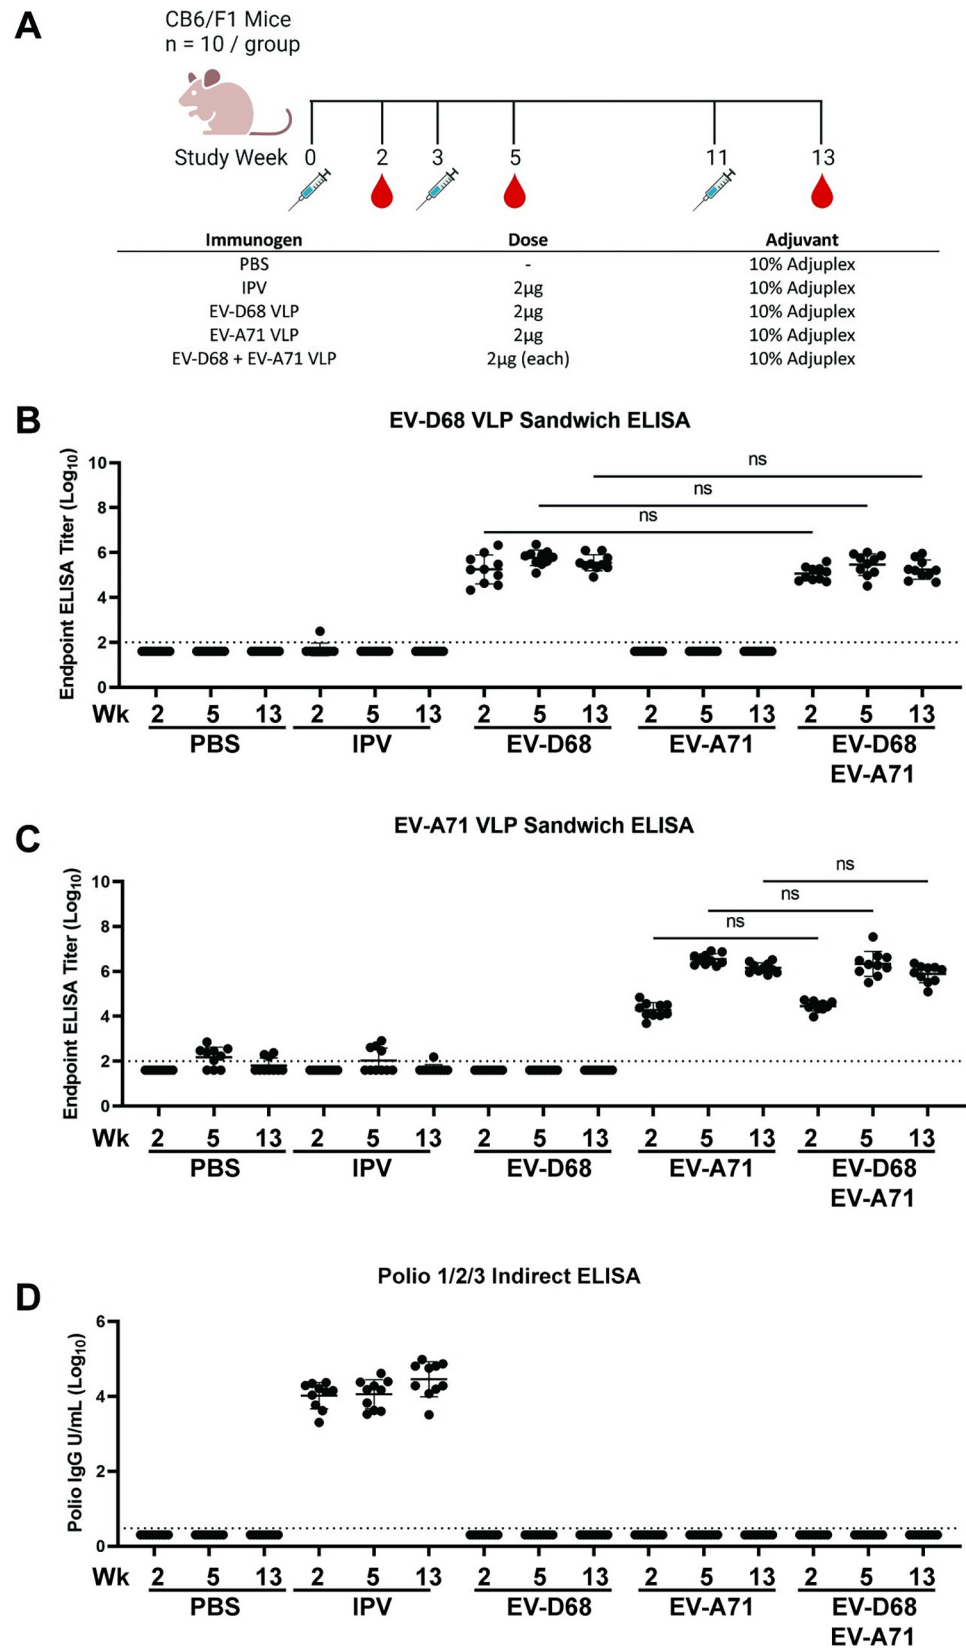 A
CB6/F1 Mice
n = 10 / group
Study Week 0 2 3 5 11 13
Immunogen Dose Adjuvant
PBS - 10% Adjuplex
IPV 2µg 10% Adjuplex
EV-D68 VLP 2µg 10% Adjuplex
EV-A71 VLP 2µg 10% Adjuplex
EV-D68 + EV-A71 VLP 2µg (each) 10% Adjuplex
B
EV-D68 VLP Sandwich ELISA
Endpoint ELISA Titer (Log10)
10
8
6
4
2
0
ns
ns
ns
Wk 2 5 13 2 5 13 2 5 13 2 5 13 2 5 13
PBS IPV EV-D68 EV-A71 EV-D68
EV-A71
C
EV-A71 VLP Sandwich ELISA
Endpoint ELISA Titer (Log10)
10
8
6
4
2
0
ns
ns
ns
Wk 2 5 13 2 5 13 2 5 13 2 5 13 2 5 13
PBS IPV EV-D68 EV-A71 EV-D68
EV-A71
D
Polio 1/2/3 Indirect ELISA
Polio IgG U/mL (Log10)
6
4
2
0
Wk 2 5 13 2 5 13 2 5 13 2 5 13 2 5 13
PBS IPV EV-D68 EV-A71 EV-D68
EV-A71